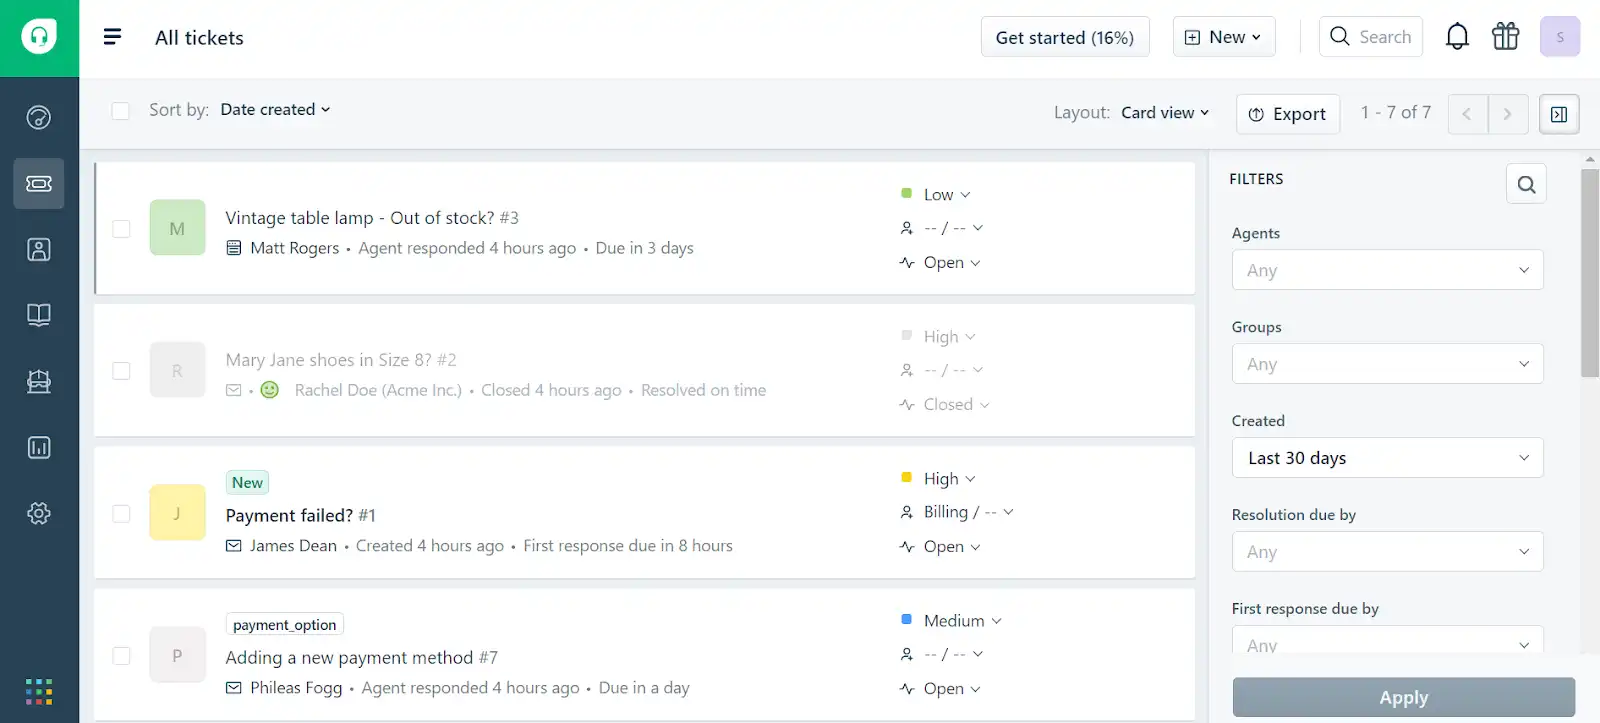 All tickets
Get started (16%)
New
Search
S
Sort by: Date created
Layout: Card view
Export
1 - 7 of 7
M
Vintage table lamp - Out of stock? #3
Matt Rogers • Agent responded 4 hours ago • Due in 3 days
Low
-- / --
Open
R
Mary Jane shoes in Size 8? #2
• Rachel Doe (Acme Inc.) • Closed 4 hours ago • Resolved on time
High
-- / --
Closed
New
J
Payment failed? #1
James Dean • Created 4 hours ago • First response due in 8 hours
High
Billing / --
Open
payment_option
P
Adding a new payment method #7
Phileas Fogg • Agent responded 4 hours ago • Due in a day
Medium
-- / --
Open
FILTERS
Agents
Any
Groups
Any
Created
Last 30 days
Resolution due by
Any
First response due by
Any
Apply